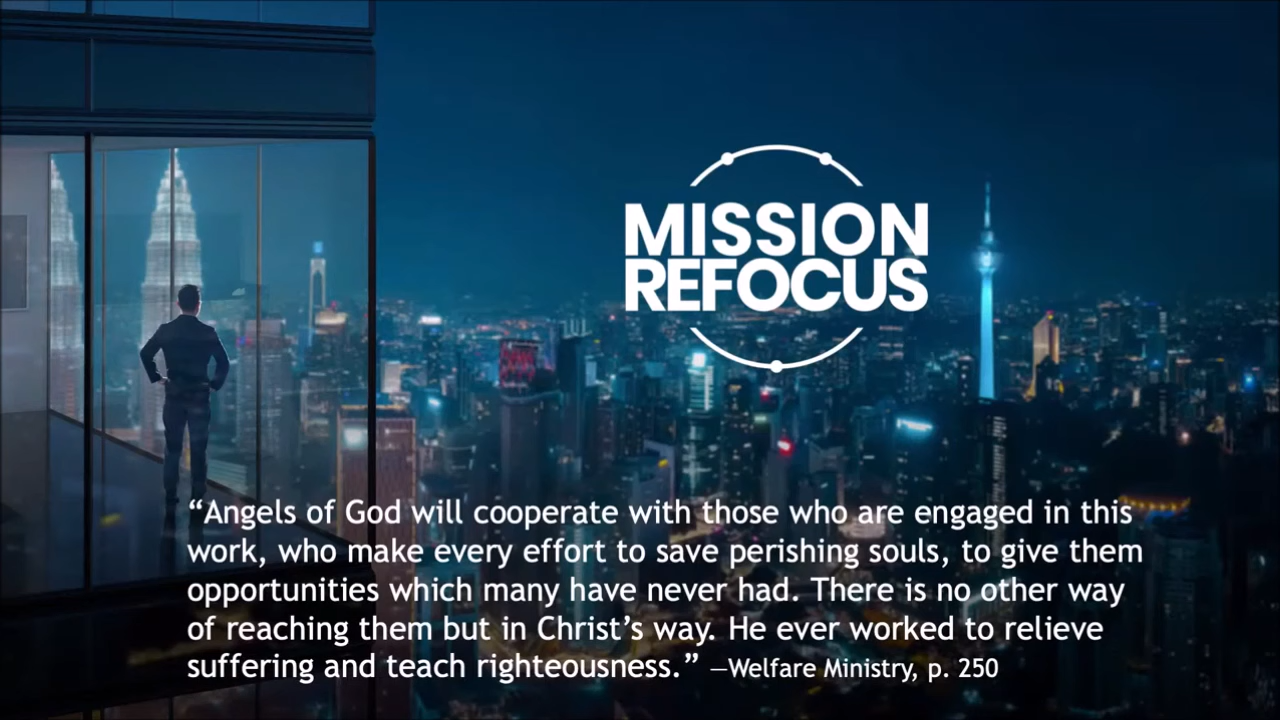 MISSION
REFOCUS
“Angels of God will cooperate with those who are engaged in this
work, who make every effort to save perishing souls, to give them
opportunities which many have never had. There is no other way
of reaching them but in Christ’s way. He ever worked to relieve
suffering and teach righteousness.” —Welfare Ministry, p. 250